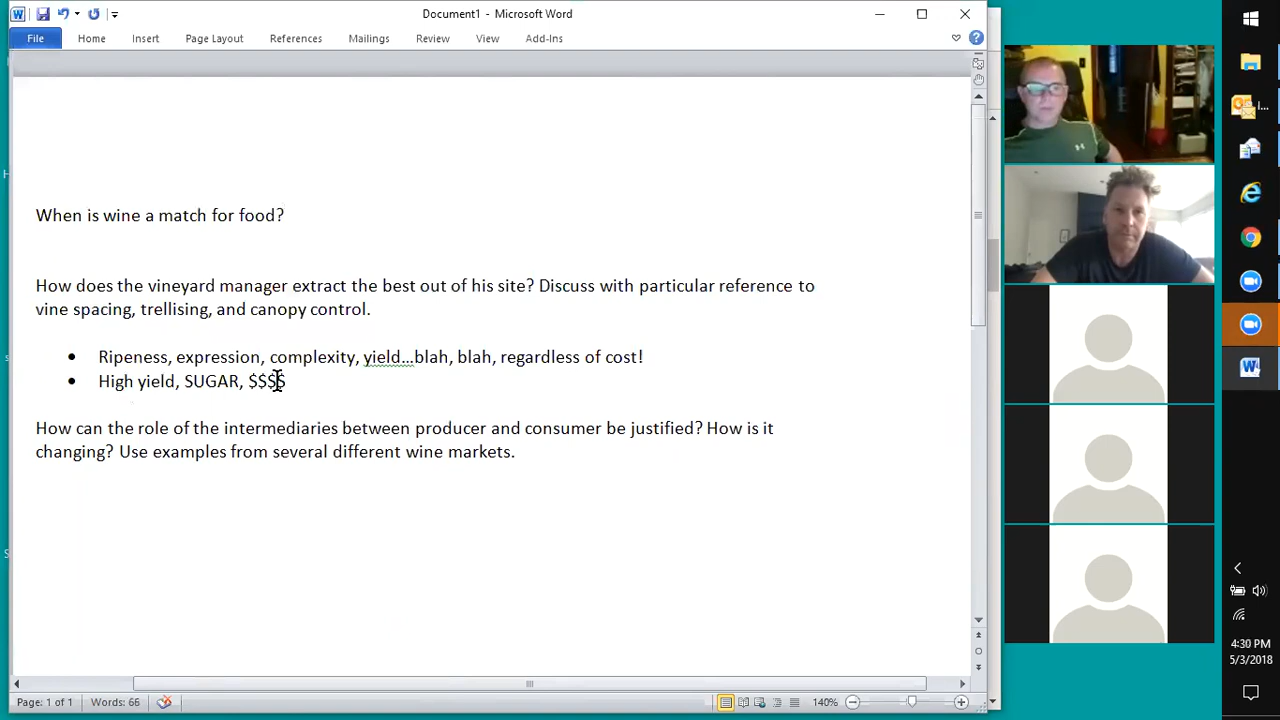 Document1 - Microsoft Word
File Home Insert Page Layout References Mailings Review View Add-Ins
When is wine a match for food?
How does the vineyard manager extract the best out of his site? Discuss with particular reference to
vine spacing, trellising, and canopy control.
• Ripeness, expression, complexity, yield...blah, blah, regardless of cost!
• High yield, SUGAR, $$$$
How can the role of the intermediaries between producer and consumer be justified? How is it
changing? Use examples from several different wine markets.
Page: 1 of 1 Words: 66 140%
4:30 PM
5/3/2018